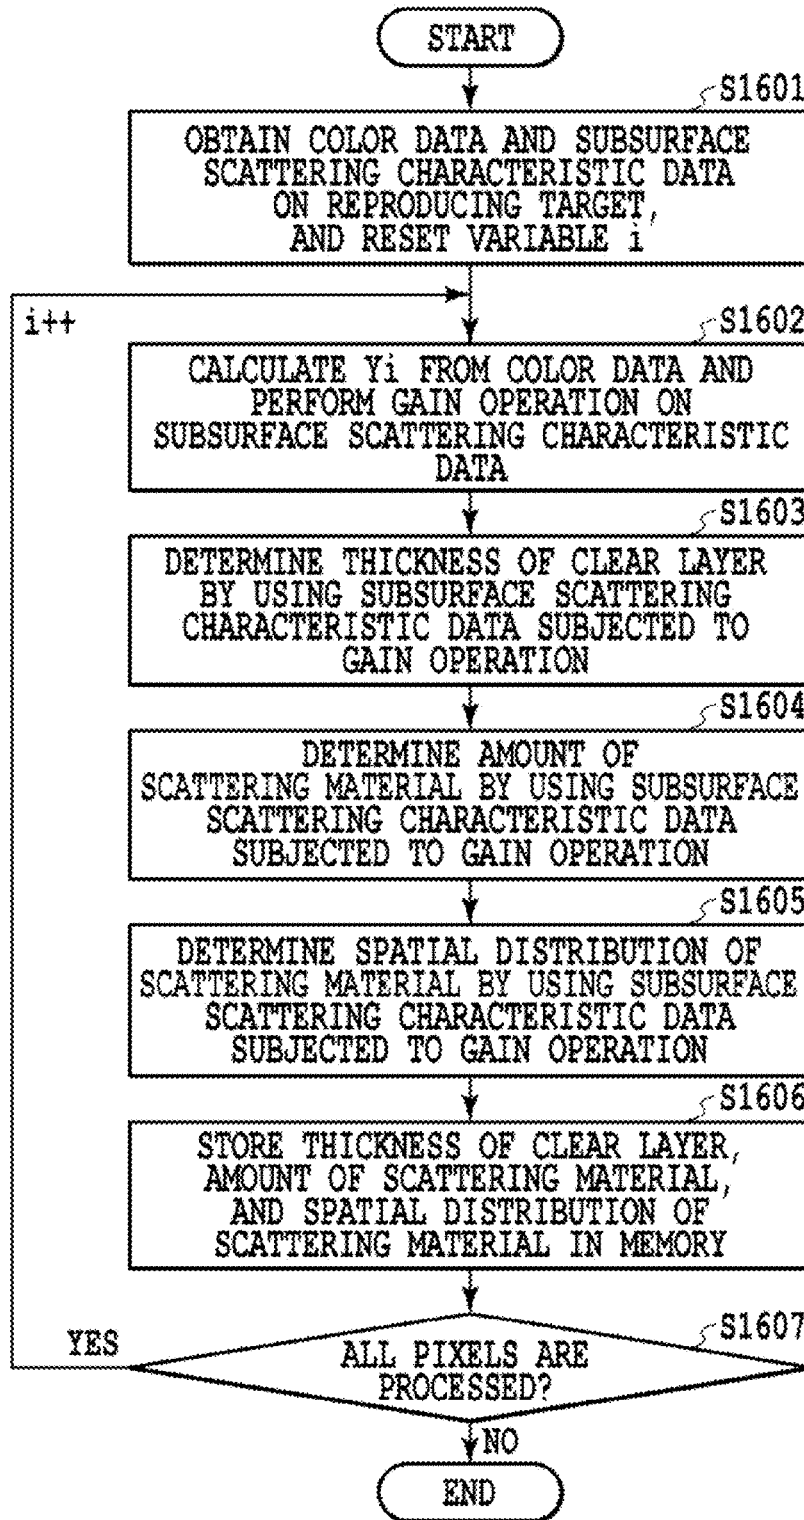 START
S1601
OBTAIN COLOR DATA AND SUBSURFACE
SCATTERING CHARACTERISTIC DATA
ON REPRODUCING TARGET,
AND RESET VARIABLE i
i++
S1602
CALCULATE Yi FROM COLOR DATA AND
PERFORM GAIN OPERATION ON
SUBSURFACE SCATTERING CHARACTERISTIC
DATA
S1603
DETERMINE THICKNESS OF CLEAR LAYER
BY USING SUBSURFACE SCATTERING
CHARACTERISTIC DATA SUBJECTED TO
GAIN OPERATION
S1604
DETERMINE AMOUNT OF
SCATTERING MATERIAL BY USING SUBSURFACE
SCATTERING CHARACTERISTIC DATA
SUBJECTED TO GAIN OPERATION
S1605
DETERMINE SPATIAL DISTRIBUTION OF
SCATTERING MATERIAL BY USING SUBSURFACE
SCATTERING CHARACTERISTIC DATA
SUBJECTED TO GAIN OPERATION
S1606
STORE THICKNESS OF CLEAR LAYER,
AMOUNT OF SCATTERING MATERIAL,
AND SPATIAL DISTRIBUTION OF
SCATTERING MATERIAL IN MEMORY
S1607
YES
ALL PIXELS ARE
PROCESSED?
NO
END